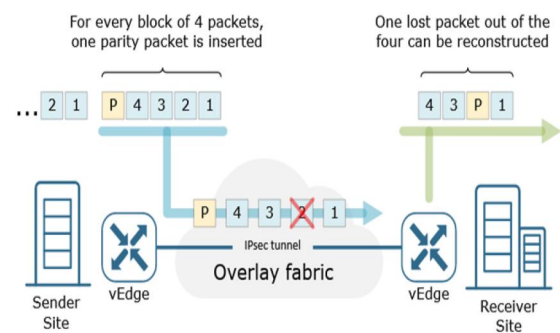 For every block of 4 packets,
one parity packet is inserted
One lost packet out of the
four can be reconstructed
... 2 1 P 4 3 2 1
4 3 P 1
P 4 3 2 1
IPsec tunnel
Overlay fabric
vEdge
vEdge
Sender
Site
Receiver
Site